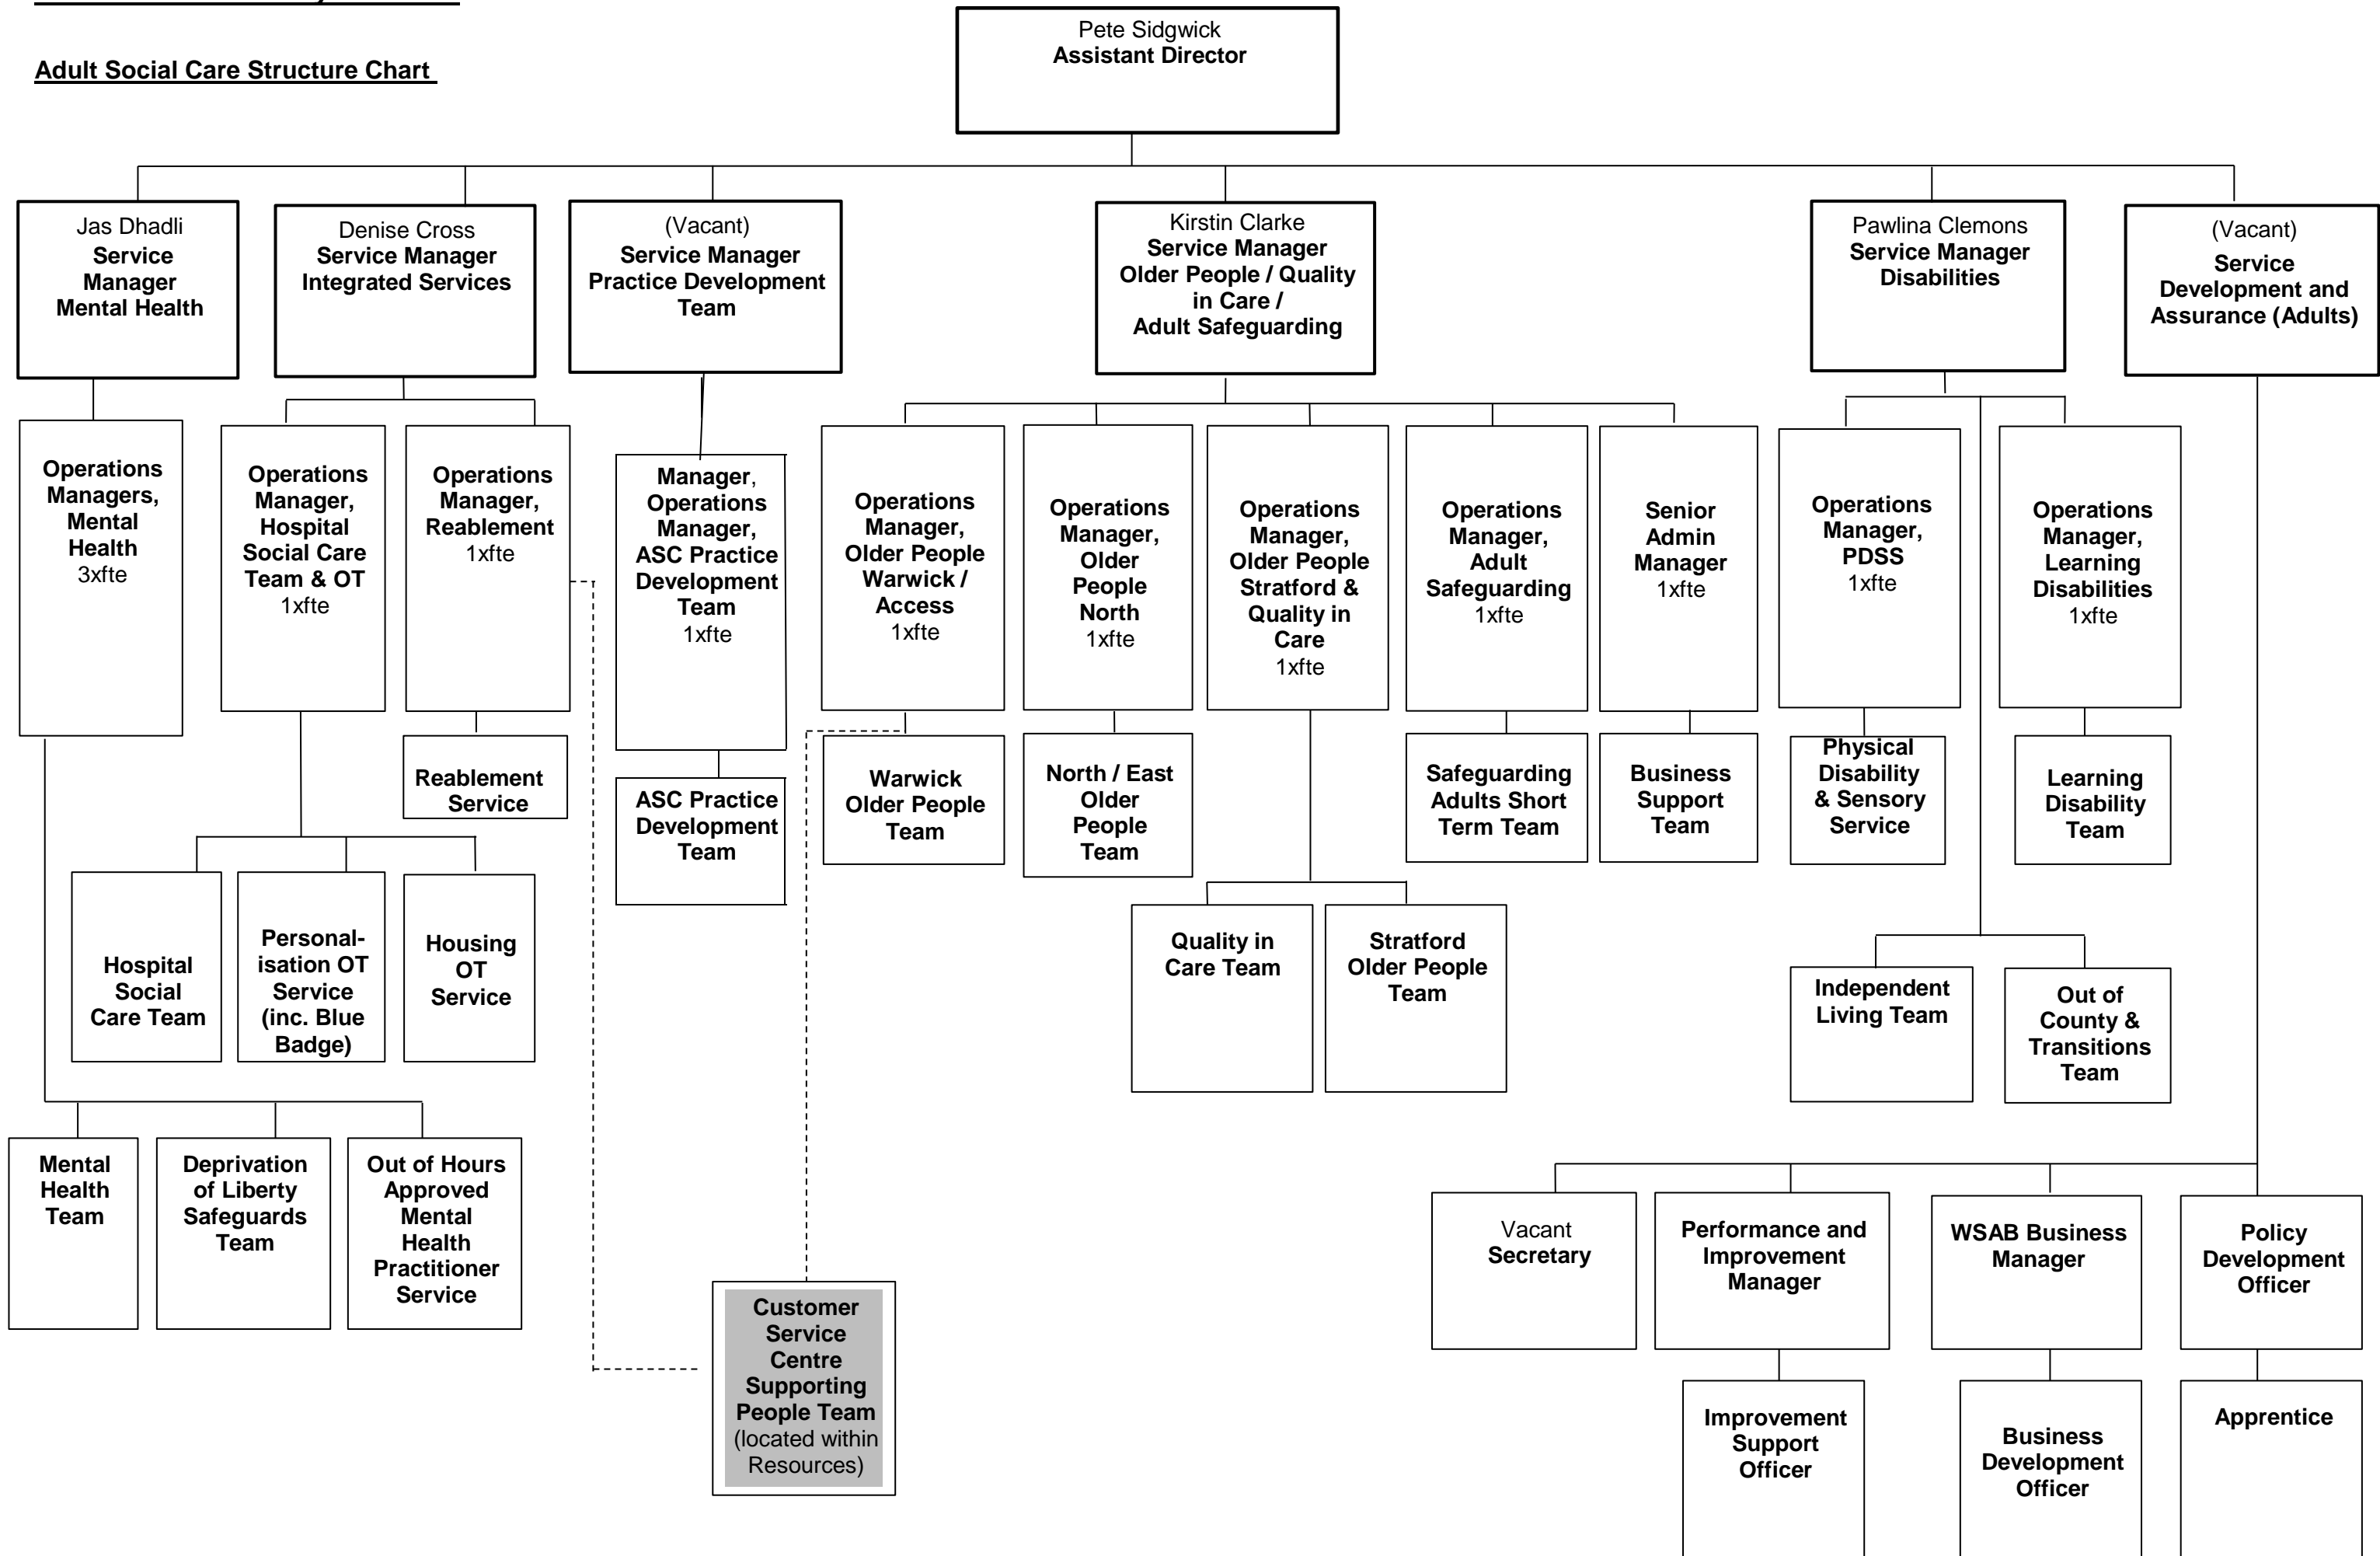 Adult Social Care Structure Chart
Pete Sidgwick
Assistant Director
Jas Dhadli
Service
Manager
Mental Health
Denise Cross
Service Manager
Integrated Services
(Vacant)
Service Manager
Practice Development
Team
Kirstin Clarke
Service Manager
Older People / Quality
in Care /
Adult Safeguarding
Pawlina Clemons
Service Manager
Disabilities
(Vacant)
Service
Development and
Assurance (Adults)
Operations
Managers,
Mental
Health
3xfte
Operations
Manager,
Hospital
Social Care
Team & OT
1xfte
Operations
Manager,
Reablement
1xfte
Manager,
Operations
Manager,
ASC Practice
Development
Team
1xfte
Operations
Manager,
Older People
Warwick /
Access
1xfte
Operations
Manager,
Older
People
North
1xfte
Operations
Manager,
Older People
Stratford &
Quality in
Care
1xfte
Operations
Manager,
Adult
Safeguarding
1xfte
Senior
Admin
Manager
1xfte
Operations
Manager,
PDSS
1xfte
Operations
Manager,
Learning
Disabilities
1xfte
Reablement
Service
ASC Practice
Development
Team
Warwick
Older People
Team
North / East
Older
People
Team
Safeguarding
Adults Short
Term Team
Business
Support
Team
Physical
Disability
& Sensory
Service
Learning
Disability
Team
Hospital
Social
Care Team
Personal-
isation OT
Service
(inc. Blue
Badge)
Housing
OT
Service
Quality in
Care Team
Stratford
Older People
Team
Independent
Living Team
Out of
County &
Transitions
Team
Mental
Health
Team
Deprivation
of Liberty
Safeguards
Team
Out of Hours
Approved
Mental
Health
Practitioner
Service
Customer
Service
Centre
Supporting
People Team
(located within
Resources)
Vacant
Secretary
Performance and
Improvement
Manager
WSAB Business
Manager
Policy
Development
Officer
Improvement
Support
Officer
Business
Development
Officer
Apprentice